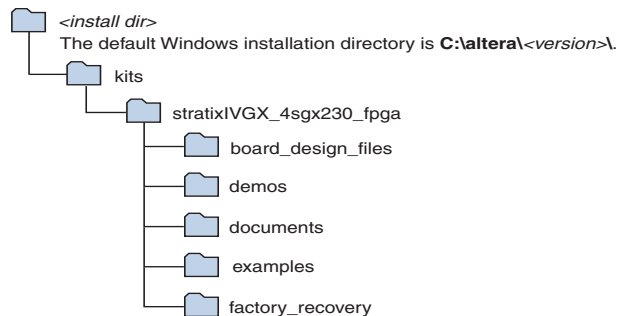 <install dir>
The default Windows installation directory is C:\altera\<version>\.
kits
stratixIVGX_4sgx230_fpga
board_design_files
demos
documents
examples
factory_recovery